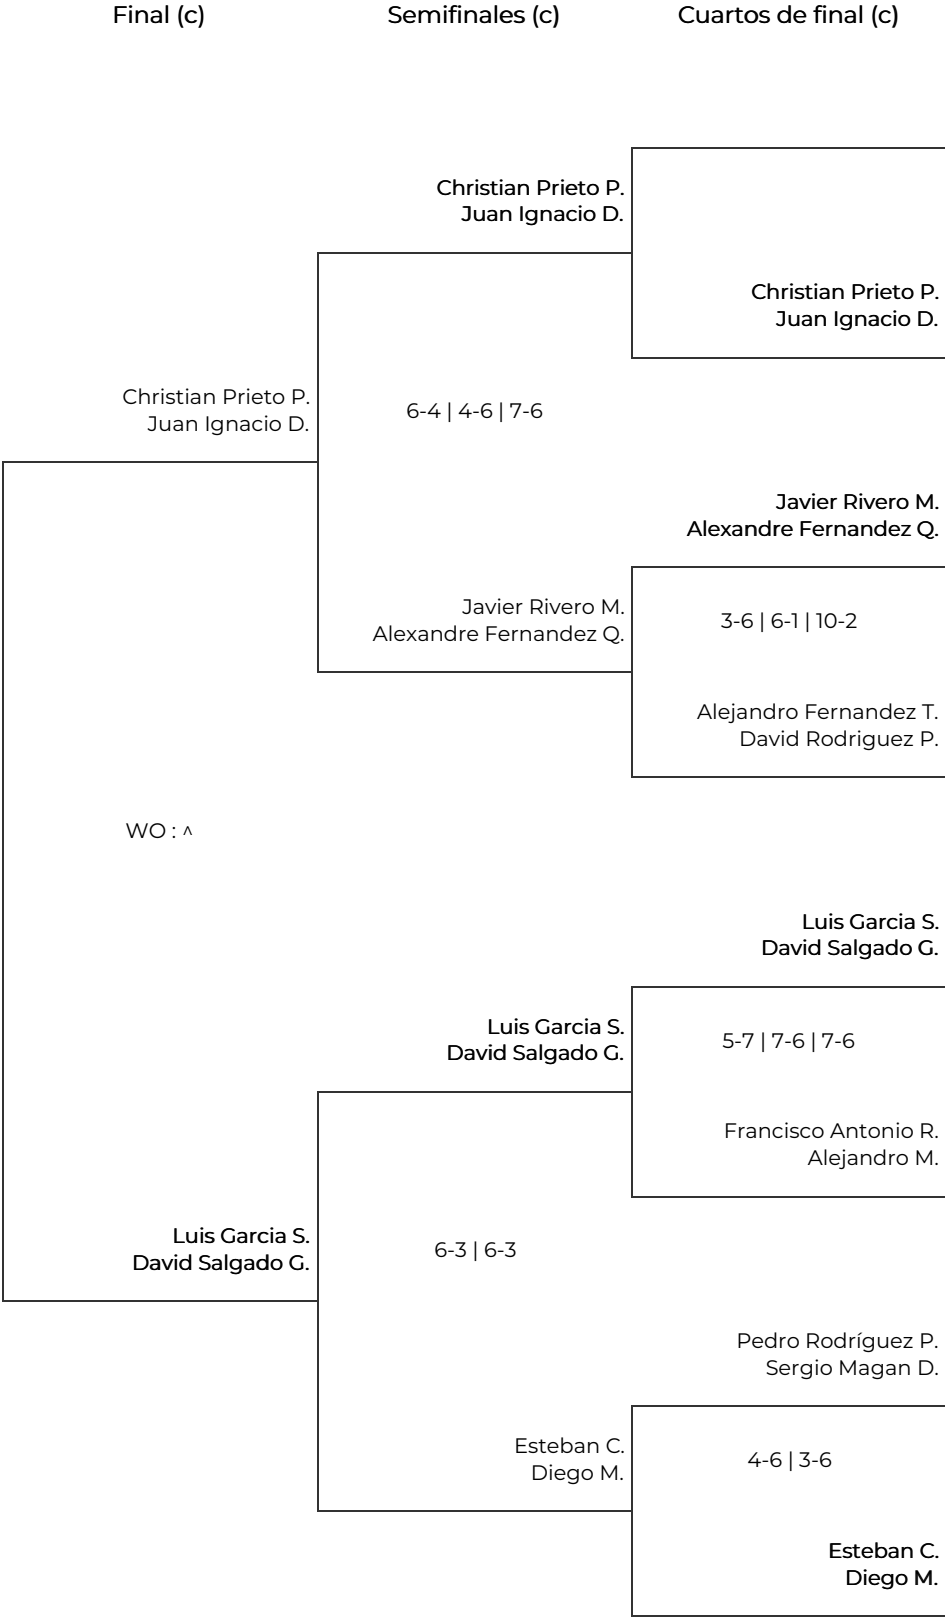 Final (c)
Semifinales (c)
Cuartos de final (c)
Christian Prieto P.
Juan Ignacio D.
Christian Prieto P.
Juan Ignacio D.
Christian Prieto P.
Juan Ignacio D.
6-4 | 4-6 | 7-6
Javier Rivero M.
Alexandre Fernandez Q.
Javier Rivero M.
Alexandre Fernandez Q.
3-6 | 6-1 | 10-2
Alejandro Fernandez T.
David Rodriguez P.
WO : ^
Luis Garcia S.
David Salgado G.
Luis Garcia S.
David Salgado G.
5-7 | 7-6 | 7-6
Francisco Antonio R.
Alejandro M.
Luis Garcia S.
David Salgado G.
6-3 | 6-3
Pedro Rodríguez P.
Sergio Magan D.
Esteban C.
Diego M.
4-6 | 3-6
Esteban C.
Diego M.